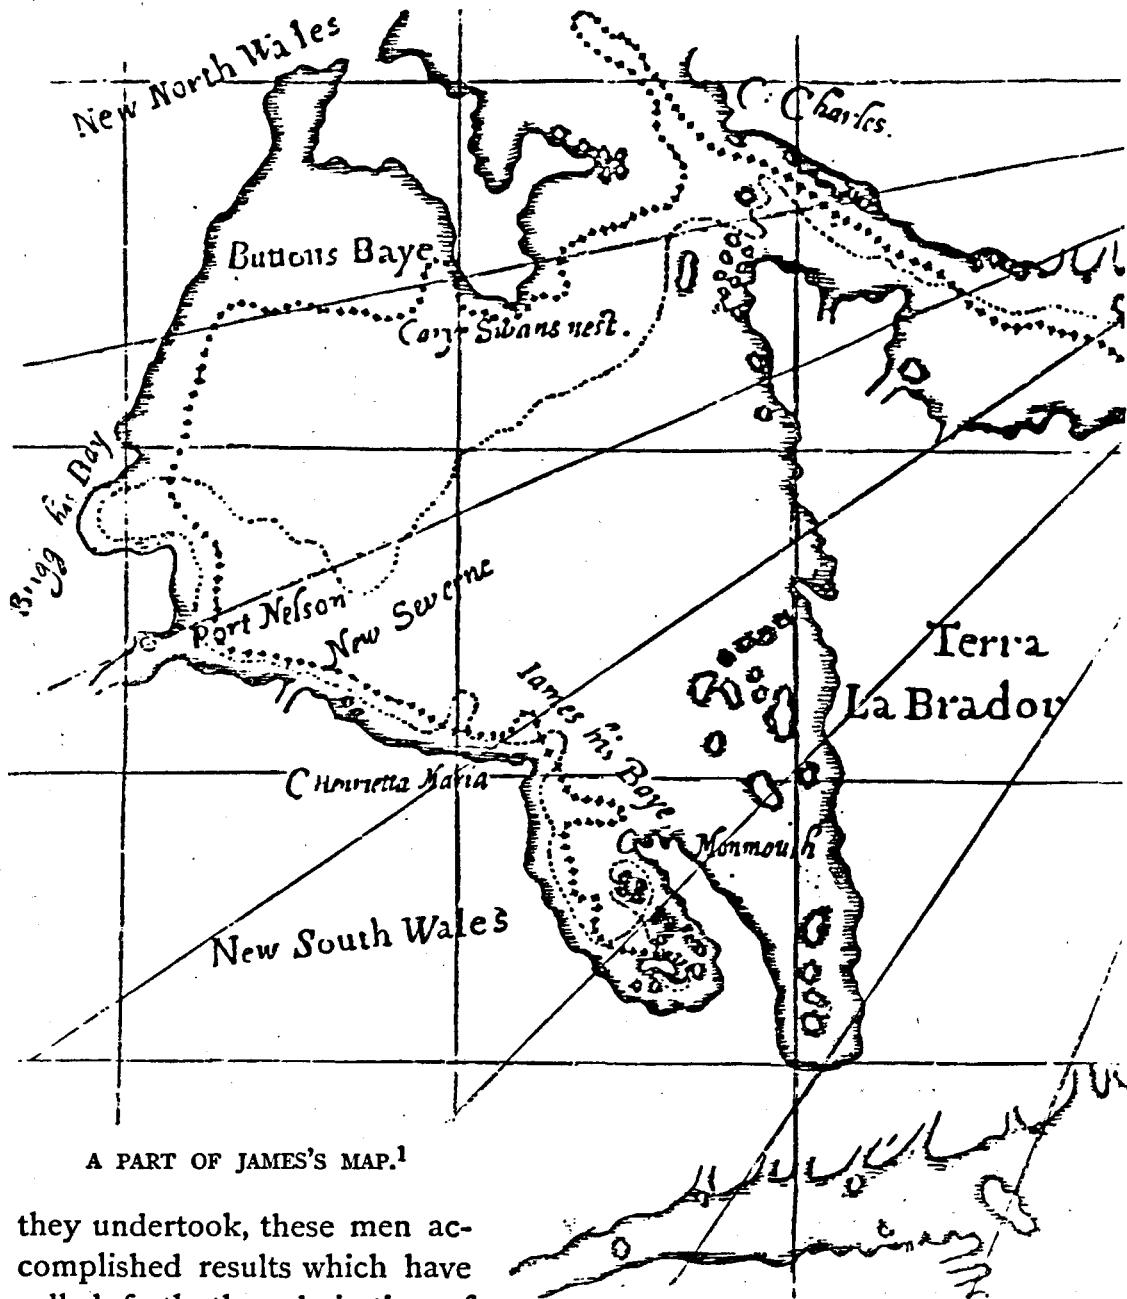 New North Wales
C: Charles.
Buttons Baye
Cary Swans nest.
Brigg his Bay
Port Nelson
New Severne
Terra
La Brador
Iames his Baye
C Henrietta Maria
C Monmouth
New South Wales
A PART OF JAMES'S MAP.1
they undertook, these men ac-
complished results which have